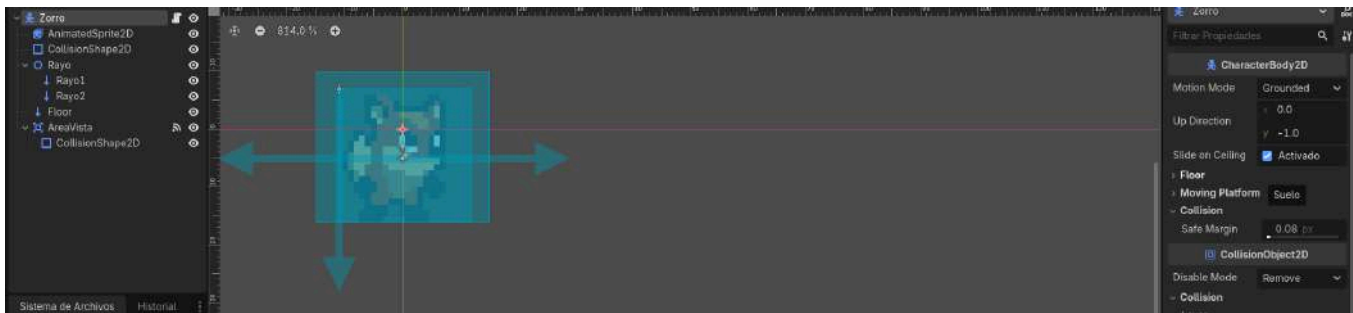 Zorro
AnimatedSprite2D
CollisionShape2D
Rayo
Rayo1
Rayo2
Floor
AreaVista
CollisionShape2D
Sistema de Archivos Historial
814.0 %
Zorro
Filtrar Propiedades
CharacterBody2D
Motion Mode Grounded
x 0.0
Up Direction
y -1.0
Slide on Ceiling Activado
Floor
Moving Platform Suelo
Collision
Safe Margin 0.08 px
CollisionObject2D
Disable Mode Remove
Collision